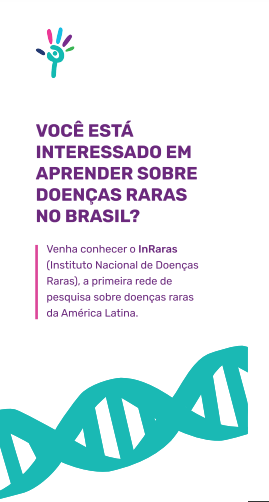 VOCÊ ESTÁ
INTERESSADO EM
APRENDER SOBRE
DOENÇAS RARAS
NO BRASIL?
Venha conhecer o InRaras
(Instituto Nacional de Doenças
Raras), a primeira rede de
pesquisa sobre doenças raras
da América Latina.